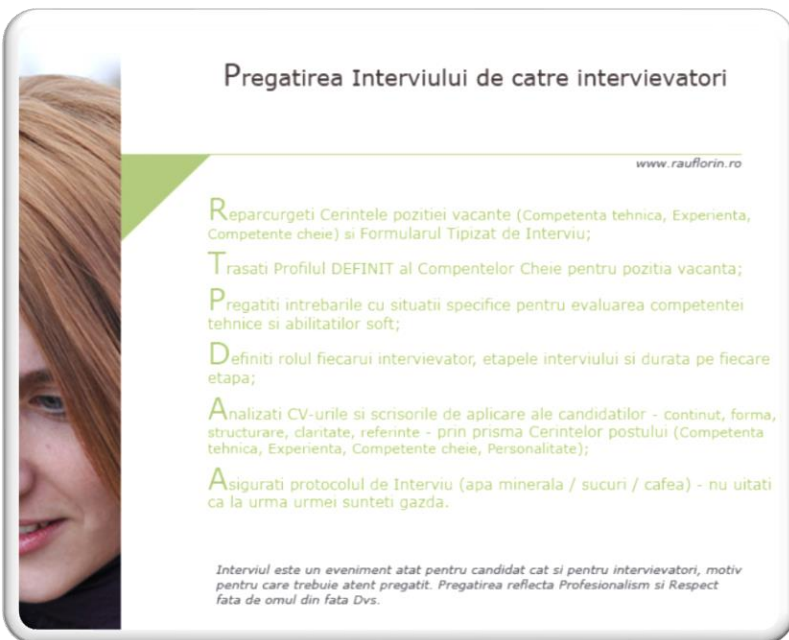 Pregatirea Interviului de catre intervievatori
www.rauflorin.ro
Reparcurgeti Cerintele pozitiei vacante (Competenta tehnica, Experienta,
Competente cheie) si Formularul Tipizat de Interviu;
Trasati Profilul DEFINIT al Compentelor Cheie pentru pozitia vacanta;
Pregatiti intrebarile cu situatii specifice pentru evaluarea competentei
tehnice si abilitatilor soft;
Definiti rolul fiecarui intervievator, etapele interviului si durata pe fiecare
etapa;
Analizati CV-urile si scrisorile de aplicare ale candidatilor - continut, forma,
structurare, claritate, referinte - prin prisma Cerintelor postului (Competenta
tehnica, Experienta, Competente cheie, Personalitate);
Asigurati protocolul de Interviu (apa minerala / sucuri / cafea) - nu uitati
ca la urma urmei sunteti gazda.
Interviul este un eveniment atat pentru candidat cat si pentru intervievatori, motiv
pentru care trebuie atent pregatit. Pregatirea reflecta Profesionalism si Respect
fata de omul din fata Dvs.